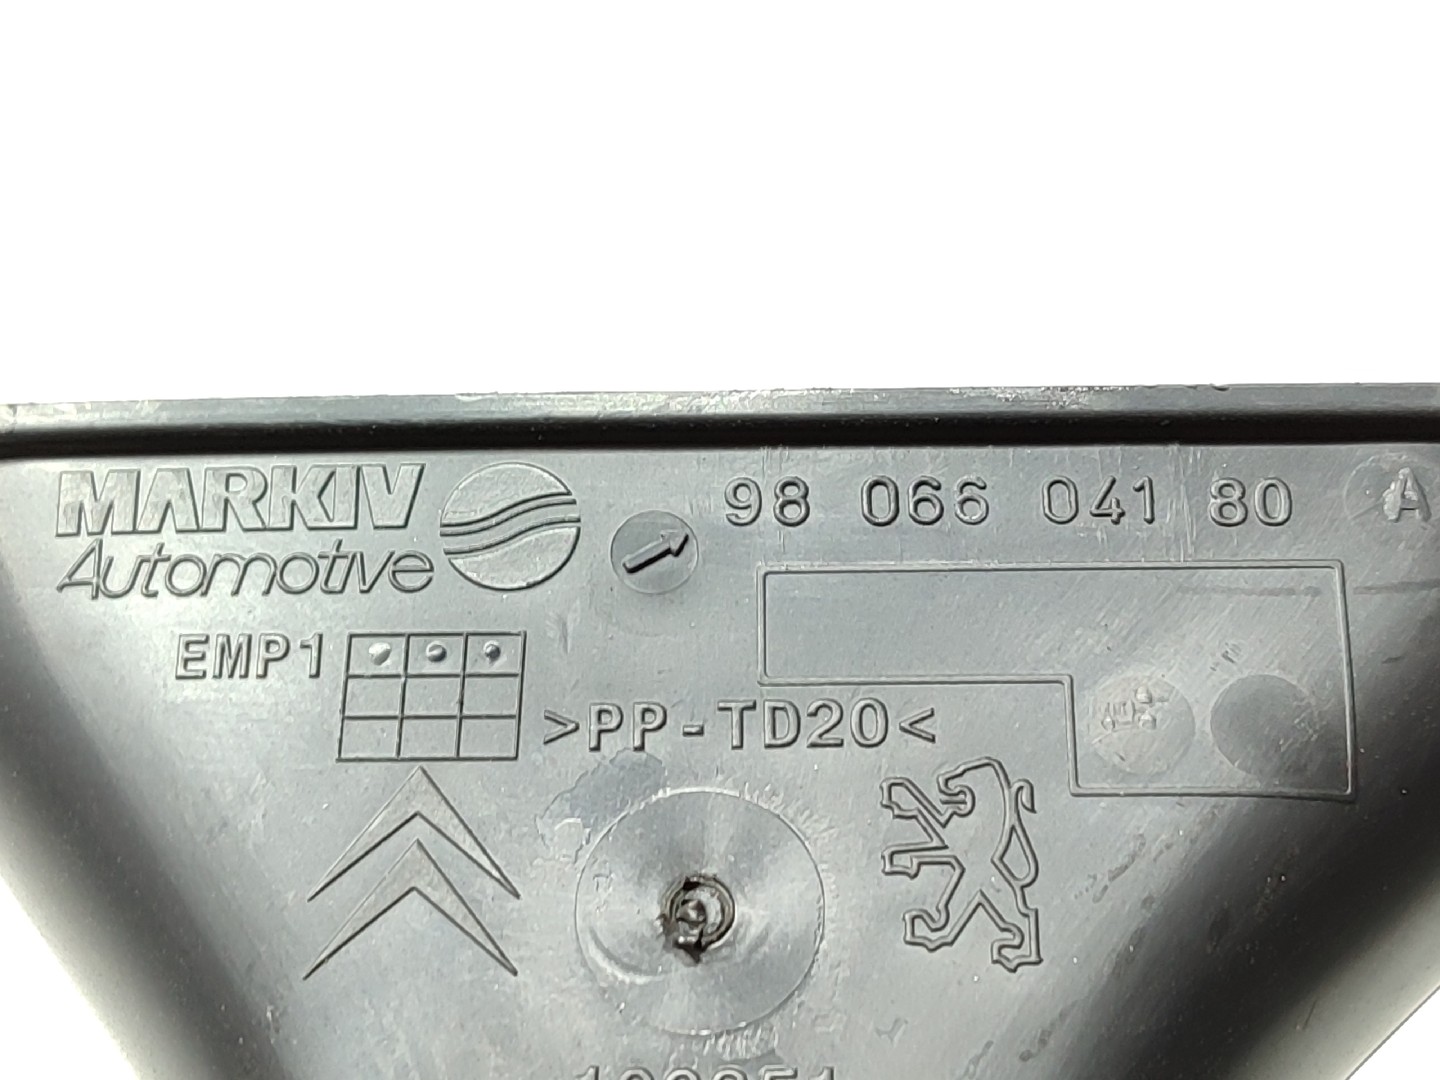 MARKIV
Automotive
98 066 041 80 A
EMP1
>PP-TD20<